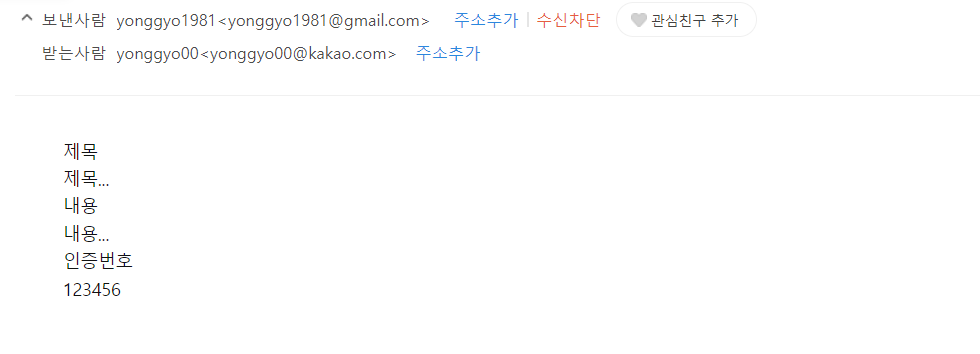 보낸사람 yonggyo1981<yonggyo1981@gmail.com> 주소추가 | 수신차단 관심친구 추가
받는사람 yonggyo00<yonggyo00@kakao.com> 주소추가
제목
제목...
내용
내용...
인증번호
123456